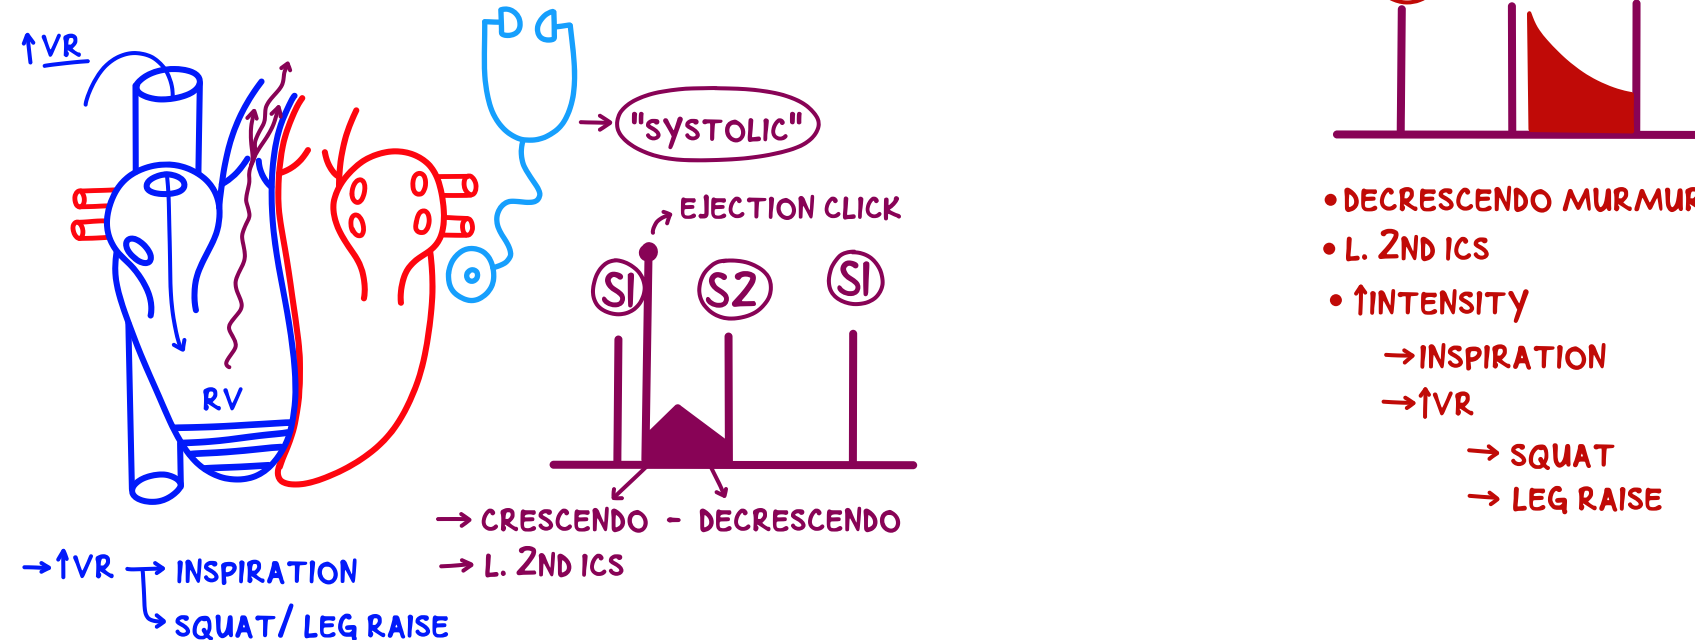 ↑VR
→ "SYSTOLIC"
EJECTION CLICK
S1
S2
S1
RV
→ CRESCENDO - DECRESCENDO
→ L. 2ND ICS
→↑VR → INSPIRATION
→ SQUAT/ LEG RAISE
• DECRESCENDO MURMUR
• L. 2ND ICS
• ↑INTENSITY
→ INSPIRATION
→↑VR
→ SQUAT
→ LEG RAISE